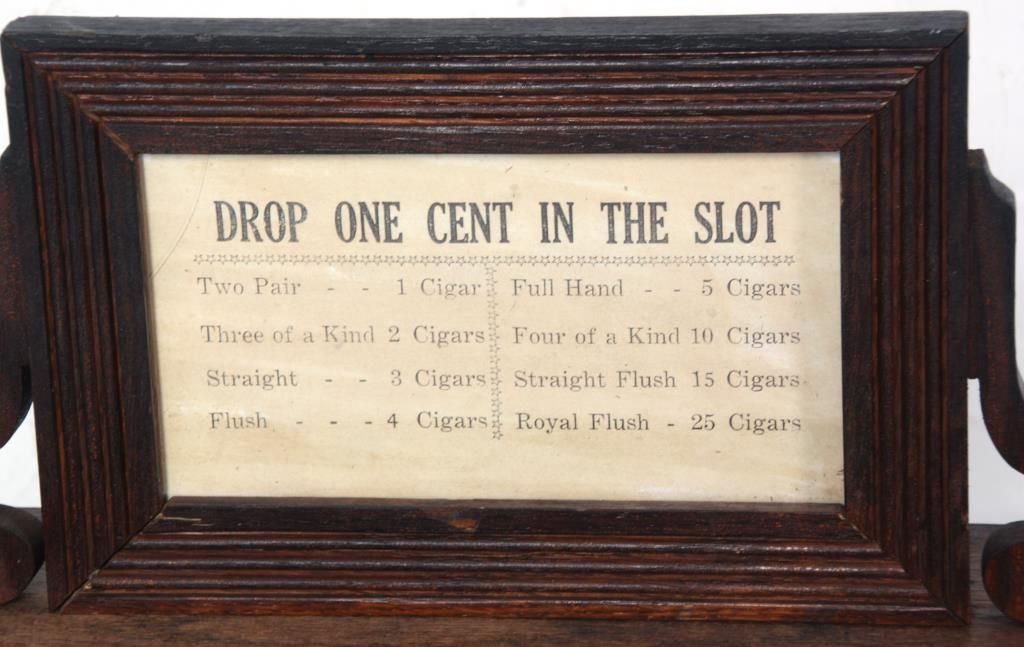 DROP ONE CENT IN THE SLOT
Two Pair - - 1 Cigar
Three of a Kind 2 Cigars
Straight - - 3 Cigars
Flush - - - 4 Cigars
Full Hand - - 5 Cigars
Four of a Kind 10 Cigars
Straight Flush 15 Cigars
Royal Flush - 25 Cigars